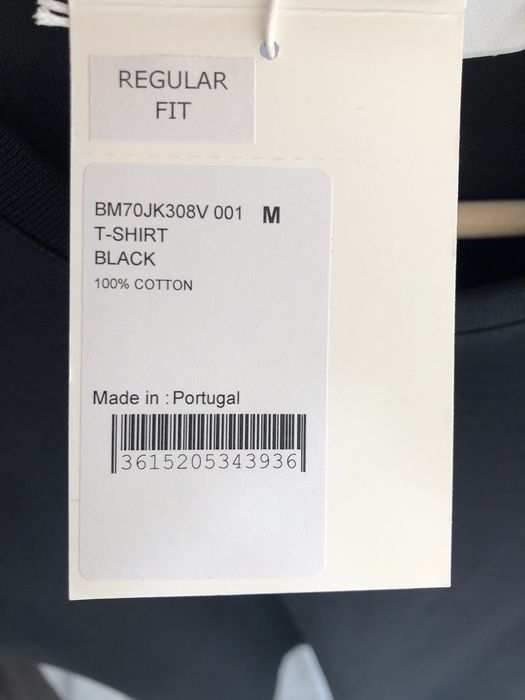 REGULAR
FIT
BM70JK308V 001 M
T-SHIRT
BLACK
100% COTTON
Made in : Portugal
3615205343936